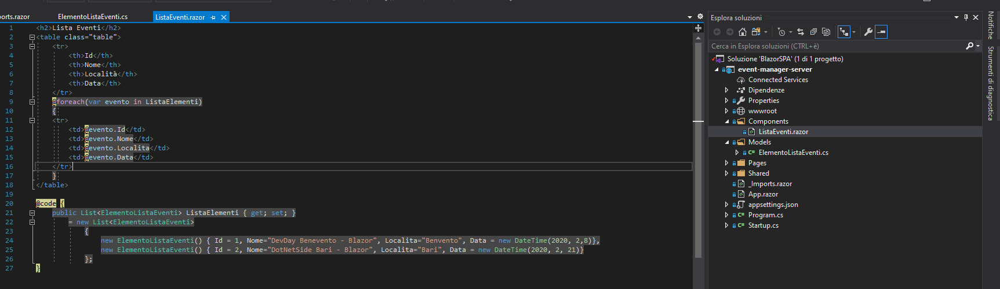 orts.razor
ElementoListaEventi.cs
ListaEventi.razor
1 <h2>Lista Eventi</h2>
2 <table class="table">
3 <tr>
4 <th>Id</th>
5 <th>Nome</th>
6 <th>Località</th>
7 <th>Data</th>
8 </tr>
9 @foreach(var evento in ListaElementi)
10 {
11 <tr>
12 <td>@evento.Id</td>
13 <td>@evento.Nome</td>
14 <td>@evento.Localita</td>
15 <td>@evento.Data</td>
16 </tr>
17 }
18 </table>
19
20 @code {
21 public List<ElementoListaEventi> ListaElementi { get; set; }
22 = new List<ElementoListaEventi>
23 {
24 new ElementoListaEventi() { Id = 1, Nome="DevDay Benevento - Blazor", Localita="Benvento", Data = new DateTime(2020, 2,8)},
25 new ElementoListaEventi() { Id = 2, Nome="DotNetSide Bari - Blazor", Localita="Bari", Data = new DateTime(2020, 2, 21)}
26 };
27 }
Esplora soluzioni
Cerca in Esplora soluzioni (CTRL+è)
Soluzione 'BlazorSPA' (1 di 1 progetto)
event-manager-server
Connected Services
Dipendenze
Properties
wwwroot
Components
ListaEventi.razor
Models
C# ElementoListaEventi.cs
Pages
Shared
_Imports.razor
App.razor
appsettings.json
C# Program.cs
C# Startup.cs
Notifiche
Strumenti di diagnostica